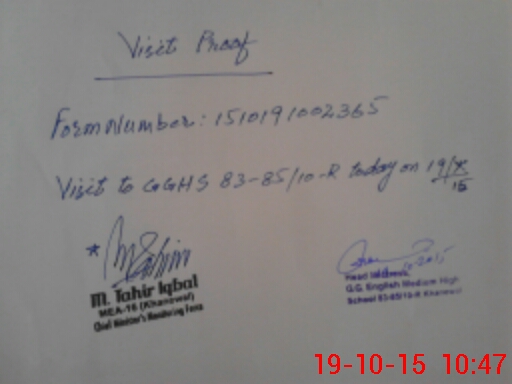 Visit Proof
Form Number: 1510191002365
Visit to GGHS 83-85/10-R today on 19/x/15
*
M. Tahir Iqbal
MEA-16 (Khanewal)
Chief Minister's Monitoring Force
Head Mistress
G.G. English Medium High
School 83-85/10-R Khanewal
19-10-15 10:47